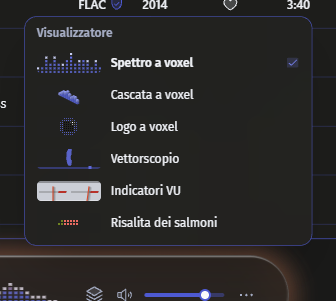 FLAC 2014 3:40
Visualizzatore
Spettro a voxel
Cascata a voxel
s
Logo a voxel
Vettorscopio
Indicatori VU
Risalita dei salmoni